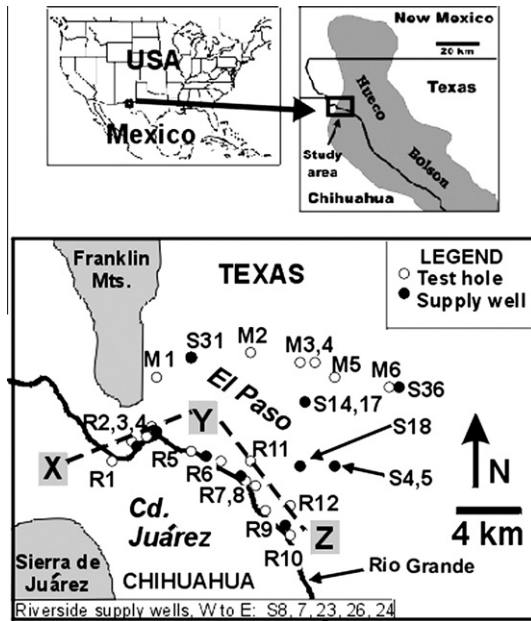 USA
Mexico
New Mexico
20 km
Texas
Hueco
Bolson
Study
area
Chihuahua
Franklin
Mts.
TEXAS
LEGEND
Test hole
Supply well
M 1
S31
M2
M3,4
M5
M6
S36
El Paso
S14,17
S18
S4,5
R2,3,4
X
Y
R1
R5
R6
R11
R7,8
R12
R9
Z
R10
N
4 km
Cd.
Juárez
Sierra de
Juárez
CHIHUAHUA
Rio Grande
Riverside supply wells, W to E: S8, 7, 23, 26, 24